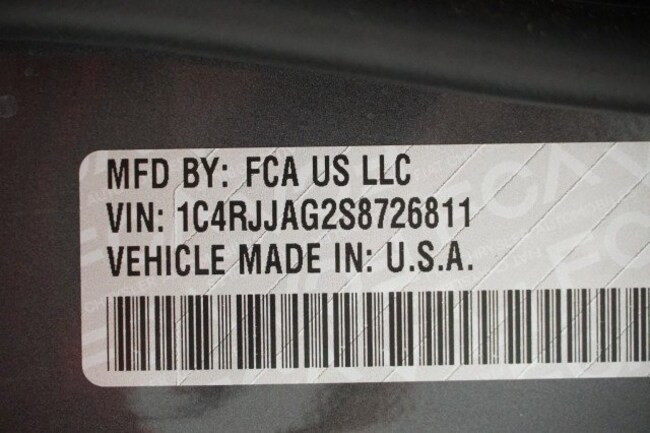 MFD BY: FCA US LLC
VIN: 1C4RJJAG2S8726811
VEHICLE MADE IN: U.S.A.